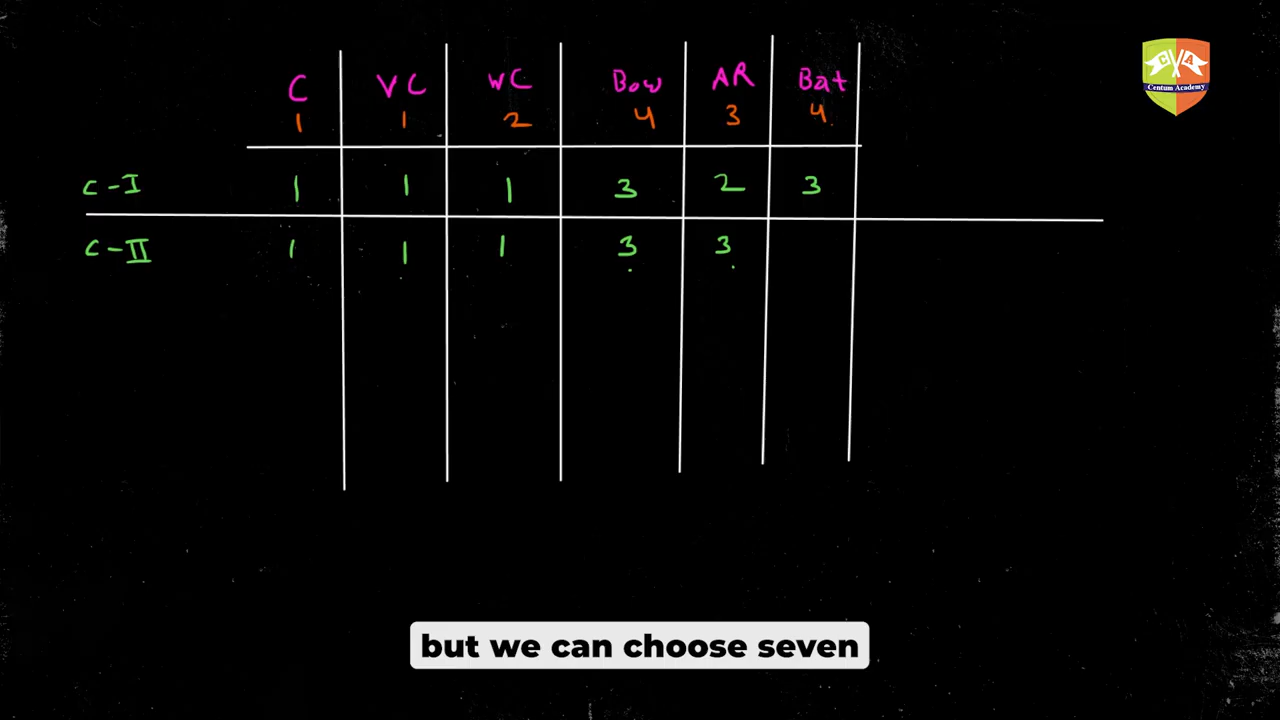 C VC WC Bow AR Bat
1 1 2 4 3 4
C-I 1 1 1 3 2 3
C-II 1 1 1 3 3
but we can choose seven
C A
Centum Academy